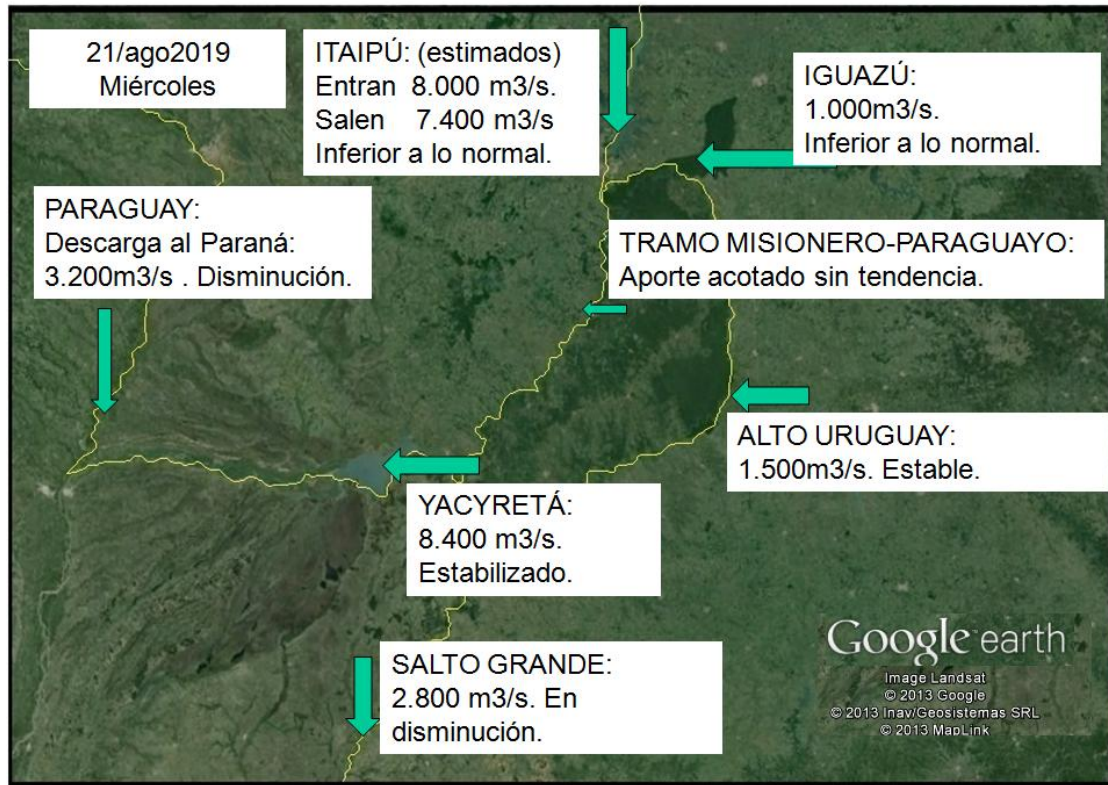 21/ago2019
Miércoles
ITAIPÚ: (estimados)
Entran 8.000 m3/s.
Salen 7.400 m3/s
Inferior a lo normal.
IGUAZÚ:
1.000m3/s.
Inferior a lo normal.
PARAGUAY:
Descarga al Paraná:
3.200m3/s . Disminución.
TRAMO MISIONERO-PARAGUAYO:
Aporte acotado sin tendencia.
ALTO URUGUAY:
1.500m3/s. Estable.
YACYRETÁ:
8.400 m3/s.
Estabilizado.
SALTO GRANDE:
2.800 m3/s. En
disminución.
Google earth
Image Landsat
© 2013 Google
© 2013 Inav/Geosistemas SRL
© 2013 MapLink